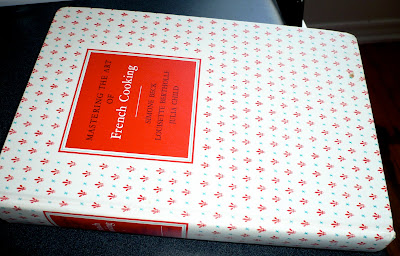 MASTERING THE ART
OF
French Cooking
SIMONE BECK
LOUISETTE BERTHOLLE
JULIA CHILD